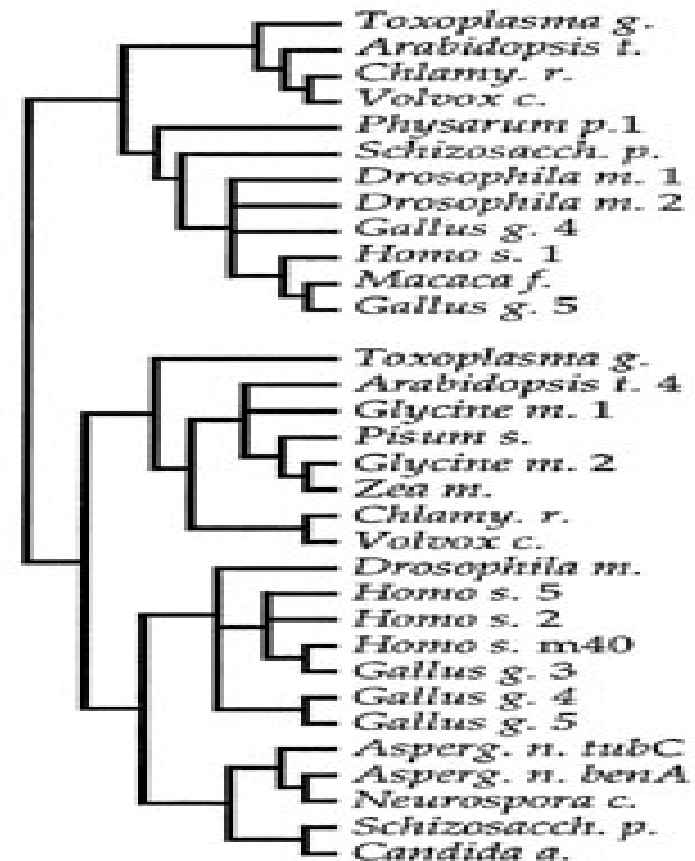 Toxoplasma g.
Arabidopsis t.
Chlamy. r.
Volvox c.
Physarum p.1
Schizosacch. p.
Drosophila m. 1
Drosophila m. 2
Gallus g. 4
Homo s. 1
Macaca f.
Gallus g. 5
Toxoplasma g.
Arabidopsis t. 4
Glycine m. 1
Pisum s.
Glycine m. 2
Zea m.
Chlamy. r.
Volvox c.
Drosophila m.
Homo s. 5
Homo s. 2
Homo s. m40
Gallus g. 3
Gallus g. 4
Gallus g. 5
Asperg. n. tubC
Asperg. n. benA
Neurospora c.
Schizosacch. p.
Candida a.